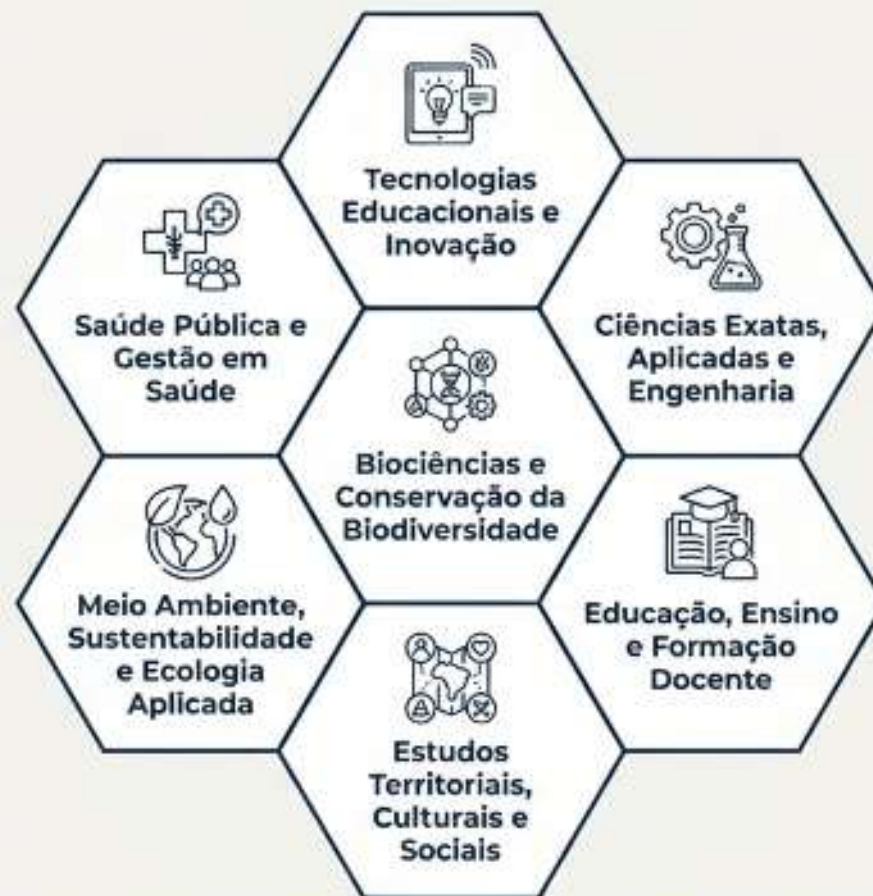 Tecnologias
Educacionais e
Inovação
Saúde Pública e
Gestão em
Saúde
Ciências Exatas,
Aplicadas e
Engenharia
Biociências e
Conservação da
Biodiversidade
Meio Ambiente,
Sustentabilidade
e Ecologia
Aplicada
Educação, Ensino
e Formação
Docente
Estudos
Territoriais,
Culturais e
Sociais